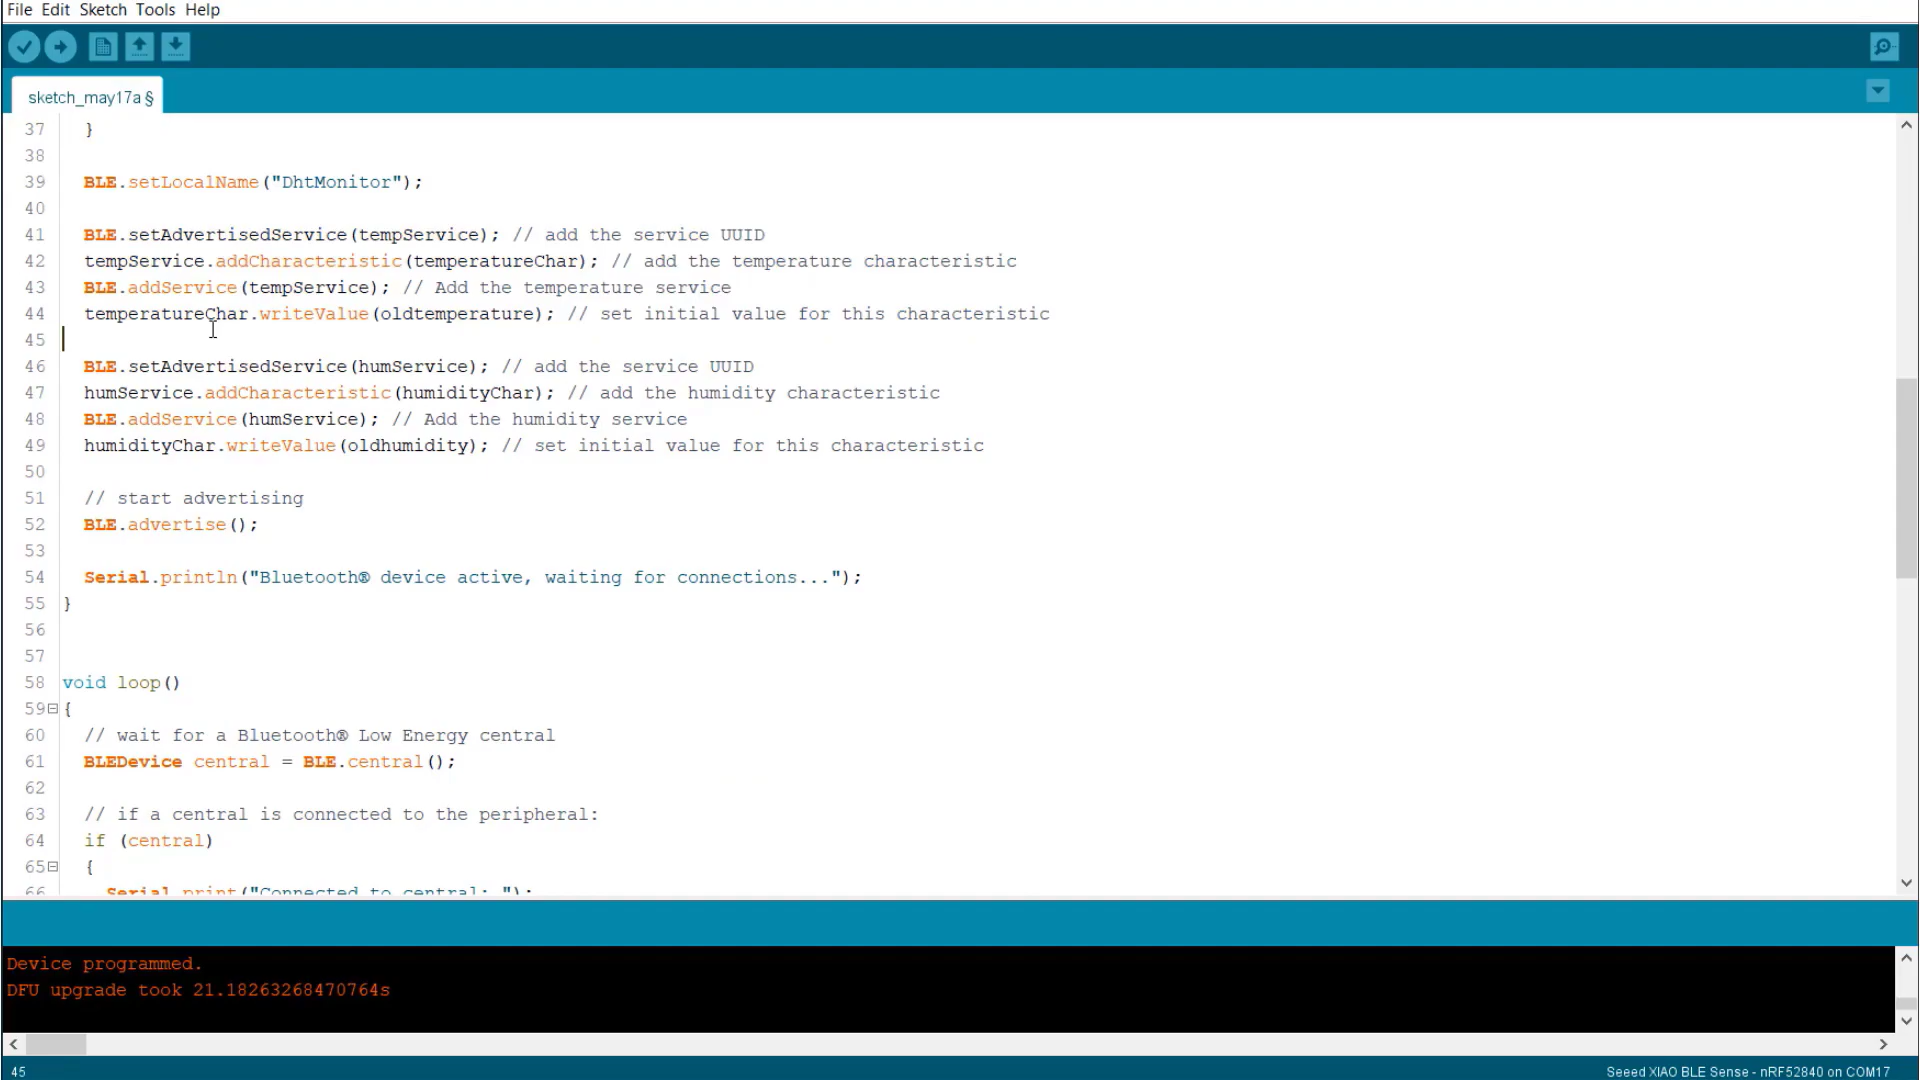 File Edit Sketch Tools Help
sketch_may17a §
37 }
38
39 BLE.setLocalName("DhtMonitor");
40
41 BLE.setAdvertisedService(tempService); // add the service UUID
42 tempService.addCharacteristic(temperatureChar); // add the temperature characteristic
43 BLE.addService(tempService); // Add the temperature service
44 temperatureChar.writeValue(oldtemperature); // set initial value for this characteristic
45
46 BLE.setAdvertisedService(humService); // add the service UUID
47 humService.addCharacteristic(humidityChar); // add the humidity characteristic
48 BLE.addService(humService); // Add the humidity service
49 humidityChar.writeValue(oldhumidity); // set initial value for this characteristic
50
51 // start advertising
52 BLE.advertise();
53
54 Serial.println("Bluetooth® device active, waiting for connections...");
55 }
56
57
58 void loop()
59 {
60 // wait for a Bluetooth® Low Energy central
61 BLEDevice central = BLE.central();
62
63 // if a central is connected to the peripheral:
64 if (central)
65 {
66 Serial.print("Connected to central: ");
Device programmed.
DFU upgrade took 21.18263268470764s
45 Seeed XIAO BLE Sense - nRF52840 on COM17